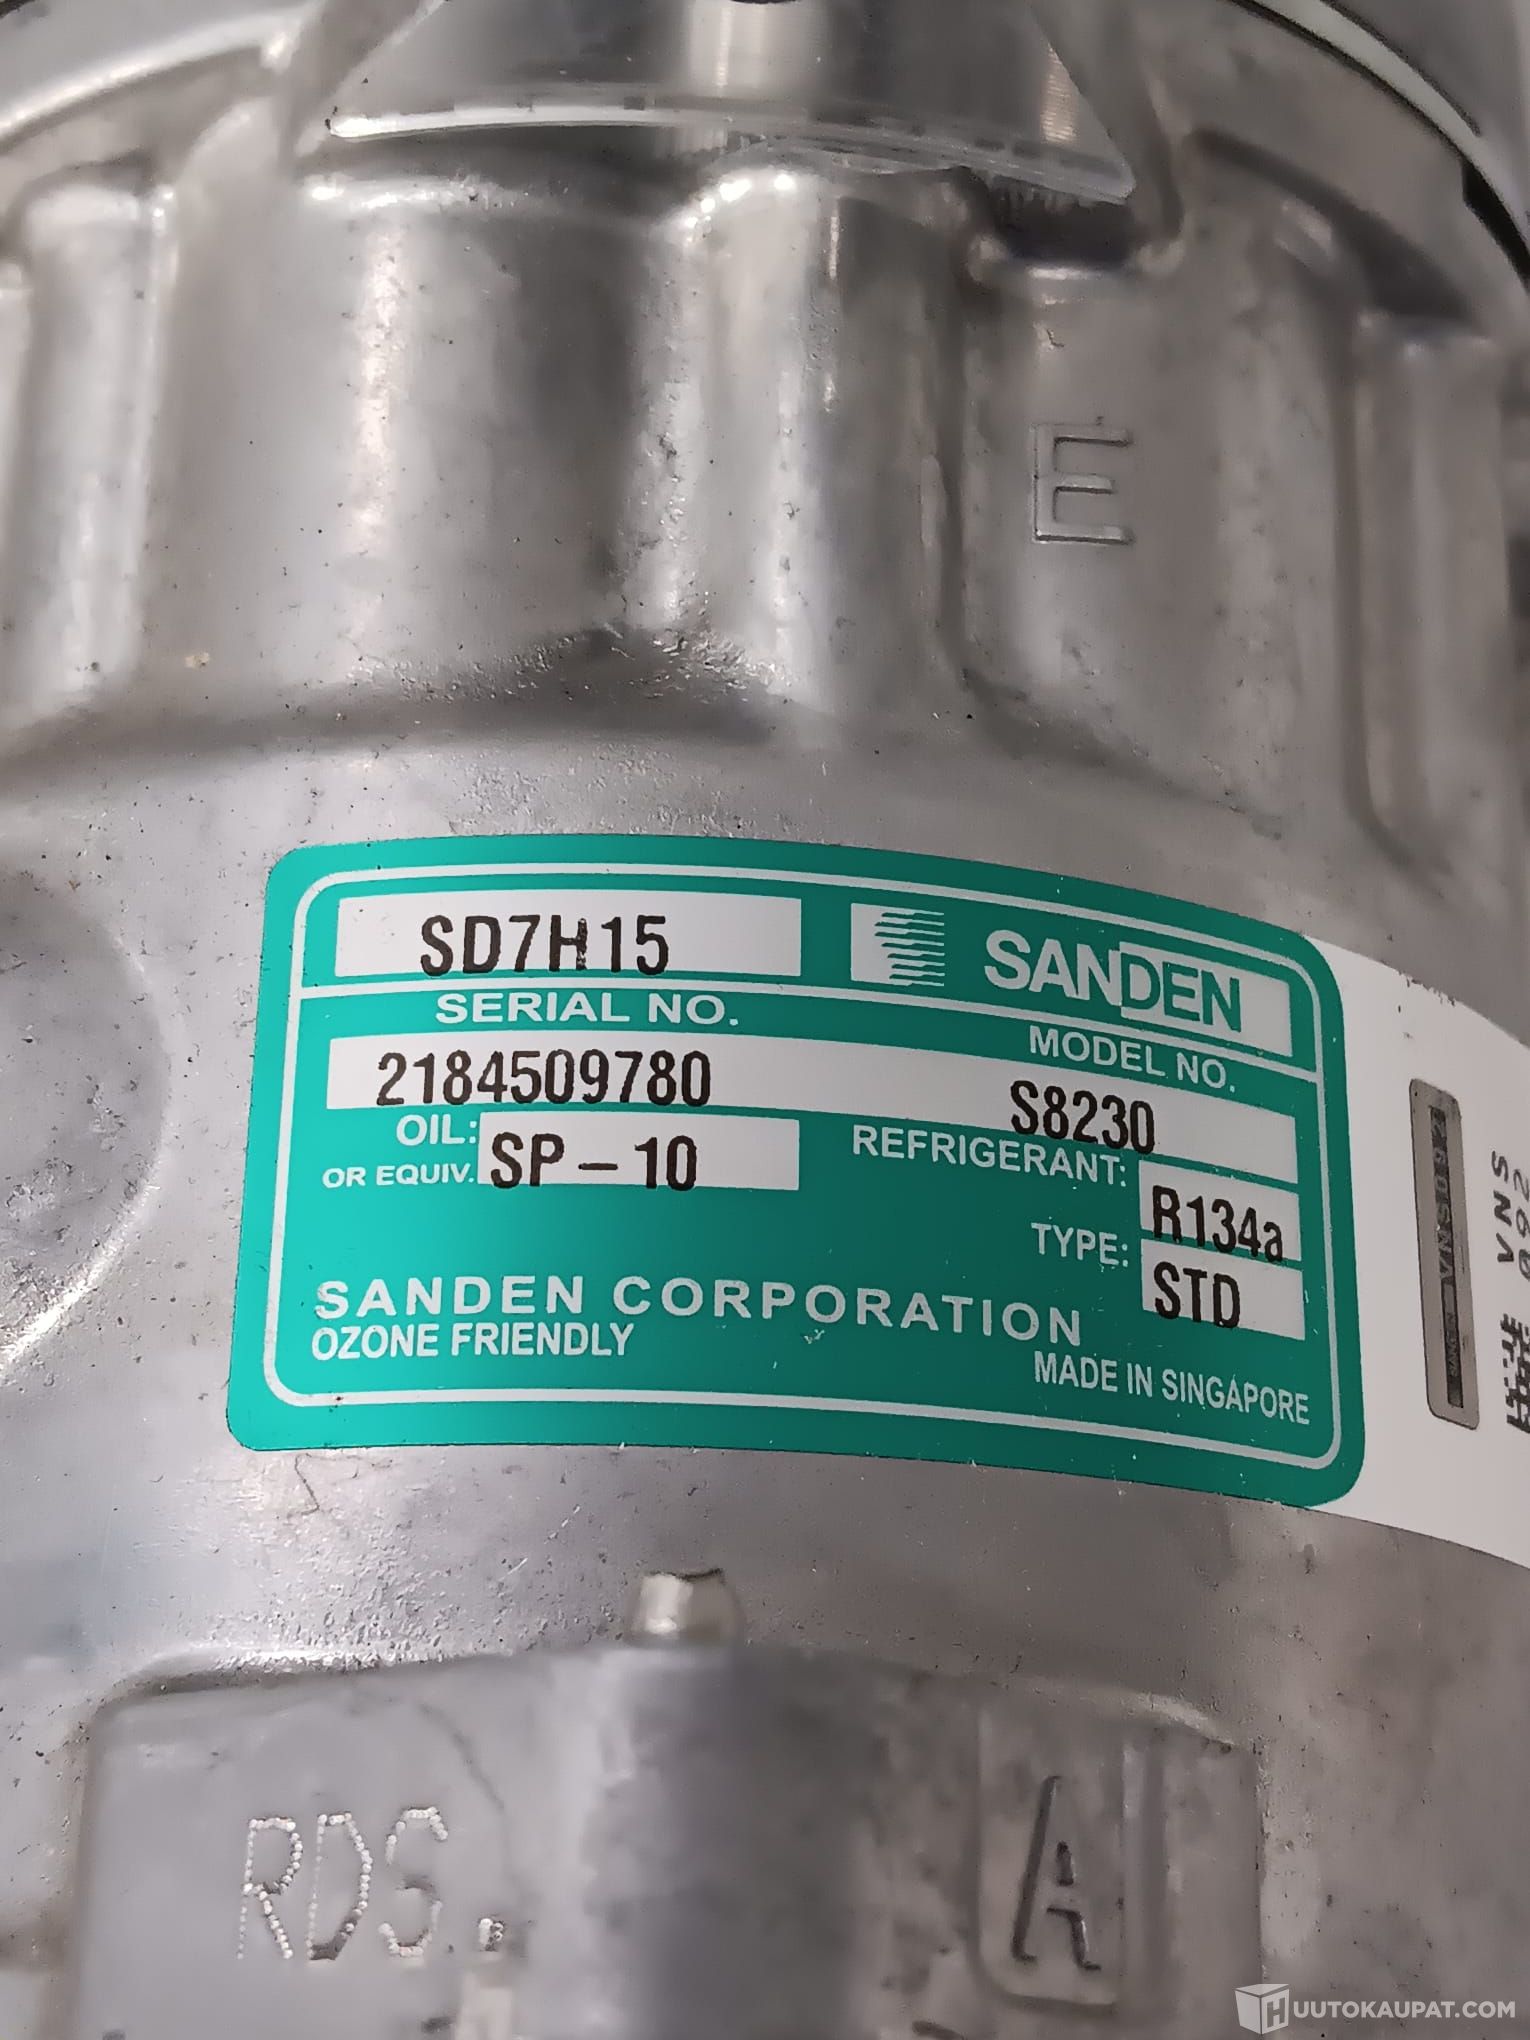 E
SD7H15
SANDEN
SERIAL NO.
MODEL NO.
2184509780
S8230
OIL:
OR EQUIV.
SP-10
REFRIGERANT:
R134a
TYPE:
STD
SANDEN CORPORATION
OZONE FRIENDLY
MADE IN SINGAPORE
RDS.
A
HUUTOKAUPAT.COM